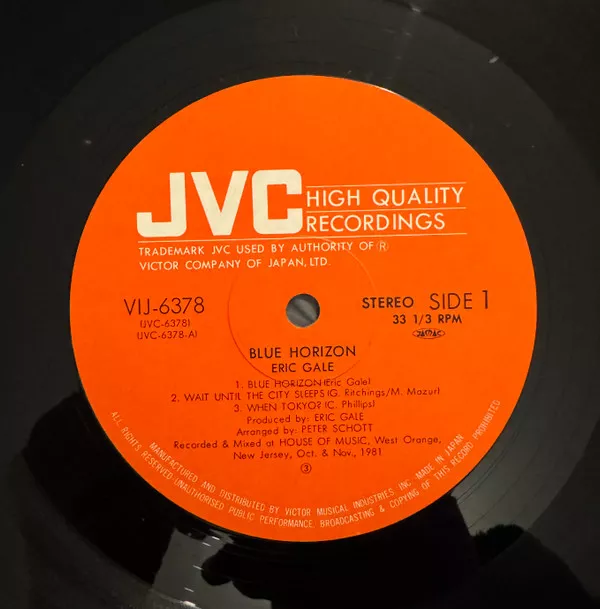 JVC
HIGH QUALITY
RECORDINGS
TRADEMARK JVC USED BY AUTHORITY OF Ⓡ
VICTOR COMPANY OF JAPAN, LTD.
VIJ-6378
(JVC-6378)
(JVC-6378-A)
STEREO SIDE 1
33 1/3 RPM
JASRAC
BLUE HORIZON
ERIC GALE
1. BLUE HORIZON (Eric Gale)
2. WAIT UNTIL THE CITY SLEEPS (G. Ritchings/M. Mazur)
3. WHEN TOKYO? (C. Phillips)
Produced by: ERIC GALE
Arranged by: PETER SCHOTT
Recorded & Mixed at HOUSE OF MUSIC, West Orange,
New Jersey, Oct. & Nov., 1981
③
MANUFACTURED AND DISTRIBUTED BY VICTOR MUSICAL INDUSTRIES, INC. MADE IN JAPAN
ALL RIGHTS RESERVED. UNAUTHORISED PUBLIC PERFORMANCE, BROADCASTING & COPYING OF THIS RECORD PROHIBITED